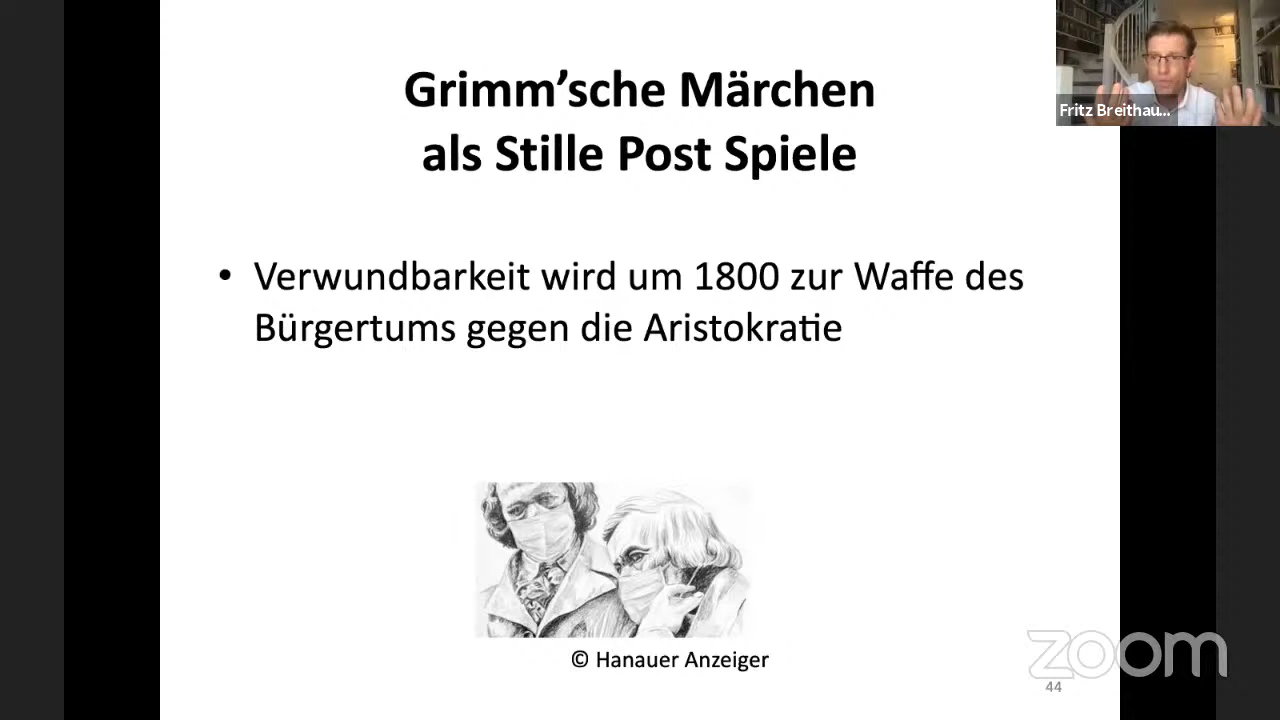 Grimm’sche Märchen
als Stille Post Spiele
Fritz Breithau...
• Verwundbarkeit wird um 1800 zur Waffe des
Bürgertums gegen die Aristokratie
© Hanauer Anzeiger
zoom
44